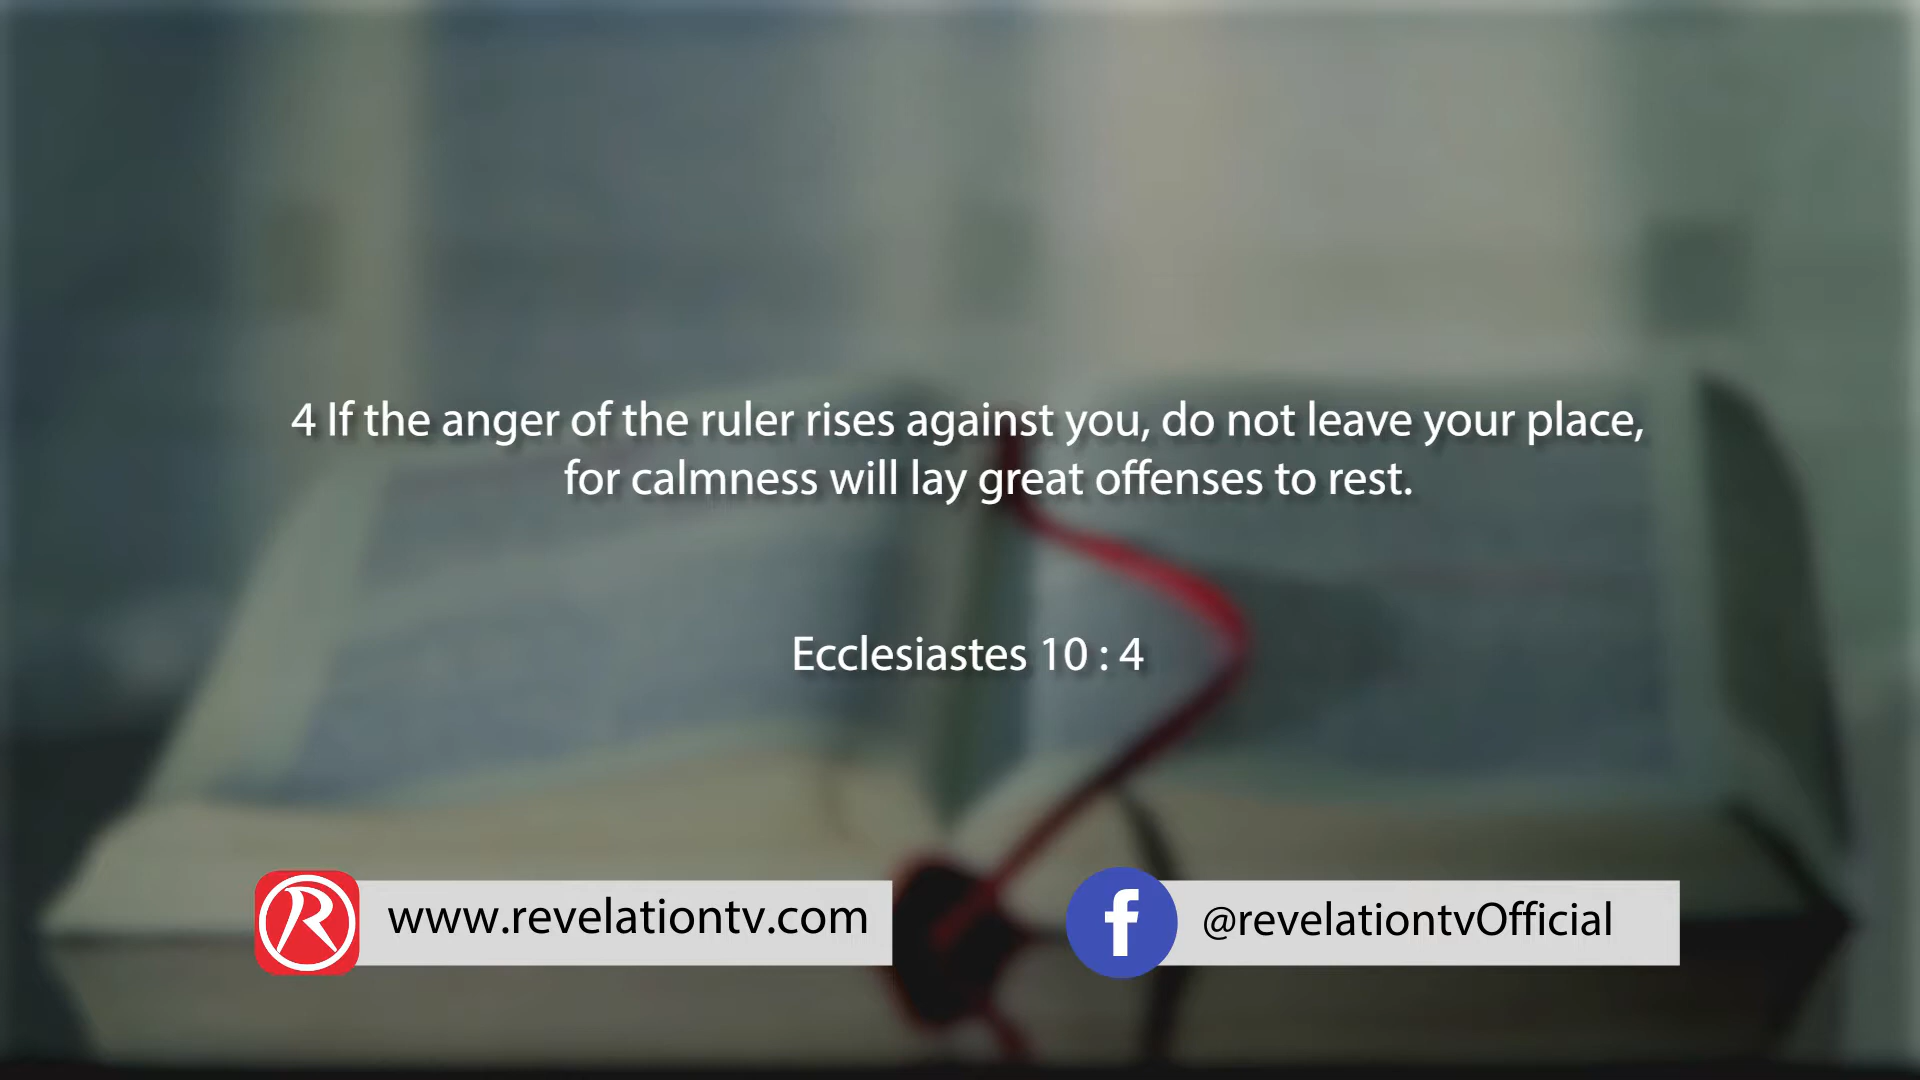 4 If the anger of the ruler rises against you, do not leave your place,
for calmness will lay great offenses to rest.
Ecclesiastes 10 : 4
www.revelationtv.com
@revelationtvOfficial